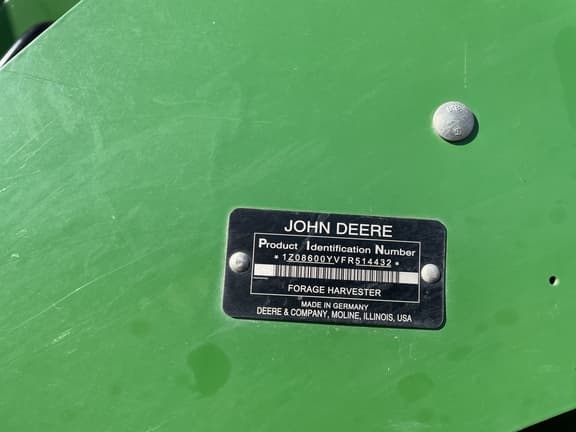 JOHN DEERE
Product Identification Number
*1Z08600YVFR514432*
FORAGE HARVESTER
MADE IN GERMANY
DEERE & COMPANY, MOLINE, ILLINOIS, USA